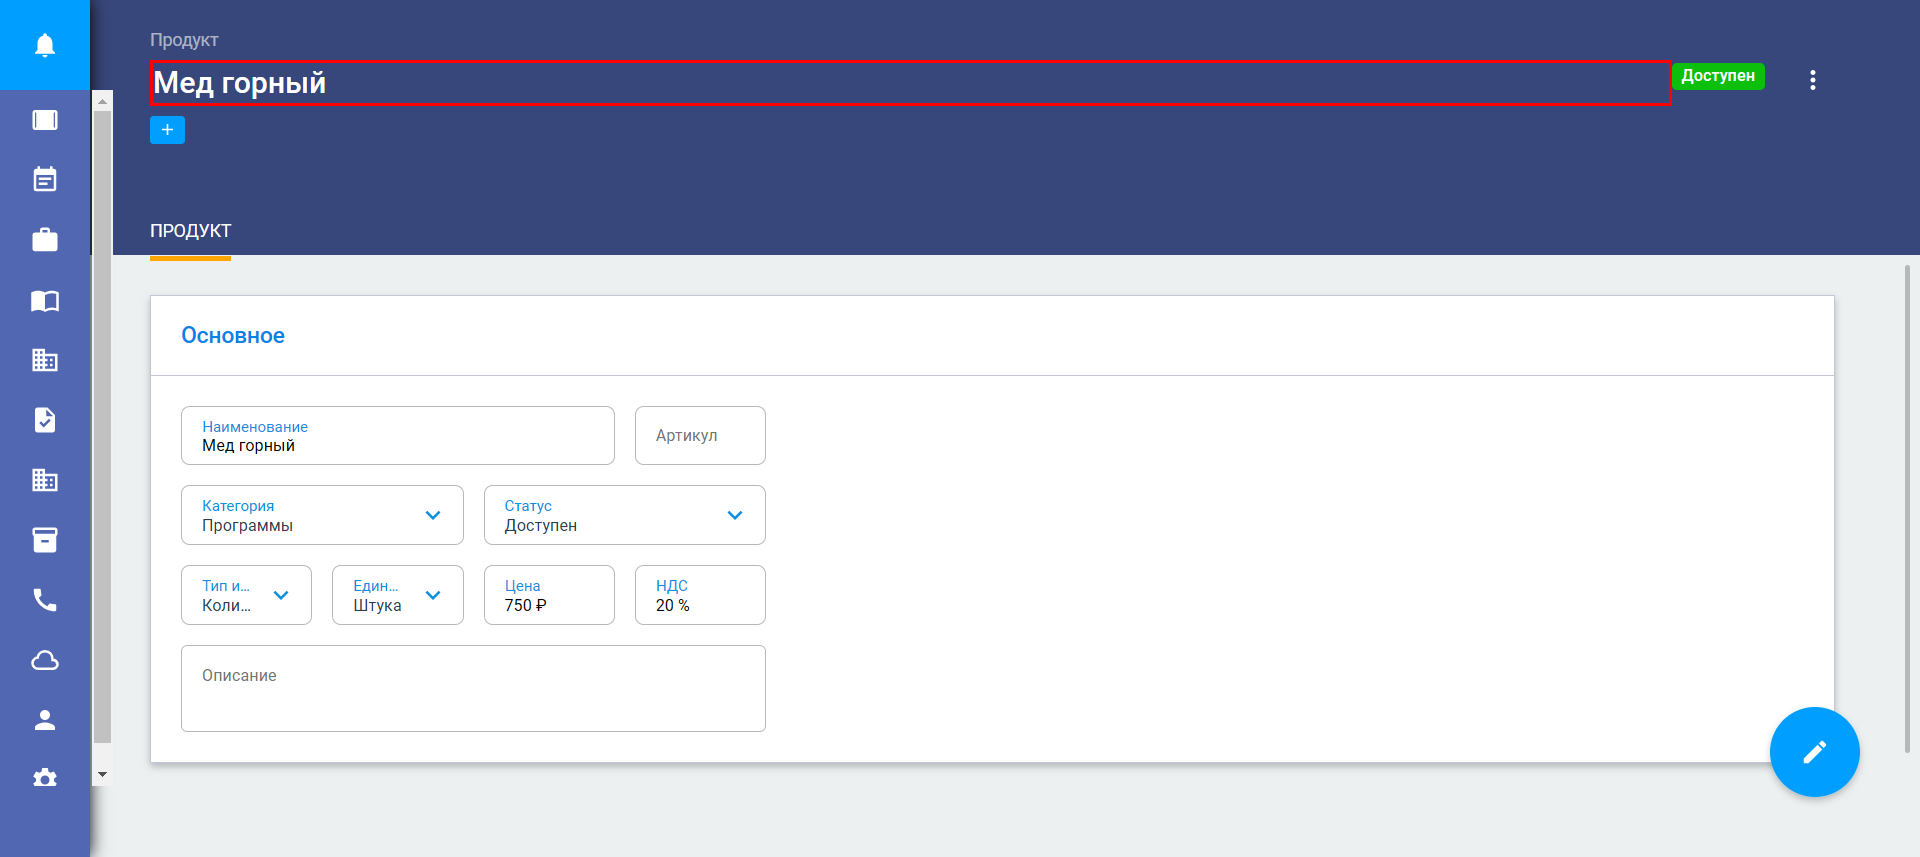 Продукт
Мед горный
Доступен
+
ПРОДУКТ
Основное
Наименование
Мед горный
Артикул
Категория
Программы
Статус
Доступен
Тип и...
Коли...
Един...
Штука
Цена
750 ₽
НДС
20 %
Описание